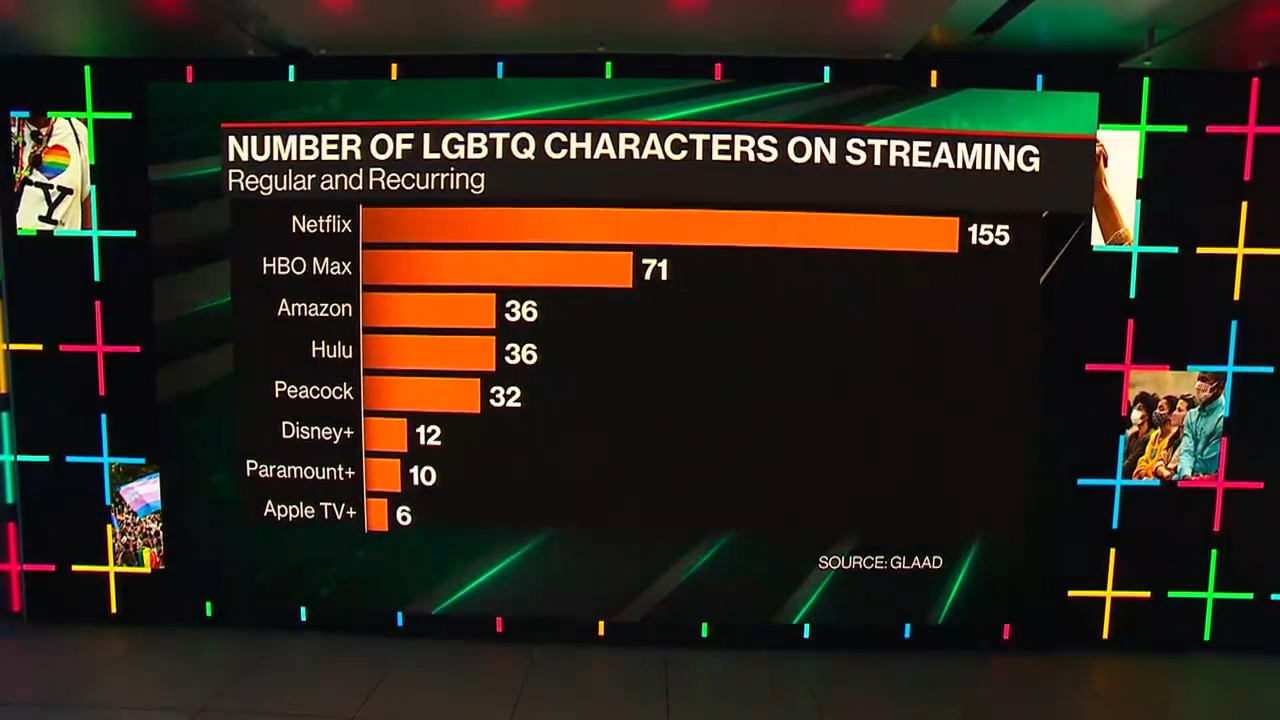 NUMBER OF LGBTQ CHARACTERS ON STREAMING
Regular and Recurring
Netflix 155
HBO Max 71
Amazon 36
Hulu 36
Peacock 32
Disney+ 12
Paramount+ 10
Apple TV+ 6
SOURCE: GLAAD
Y